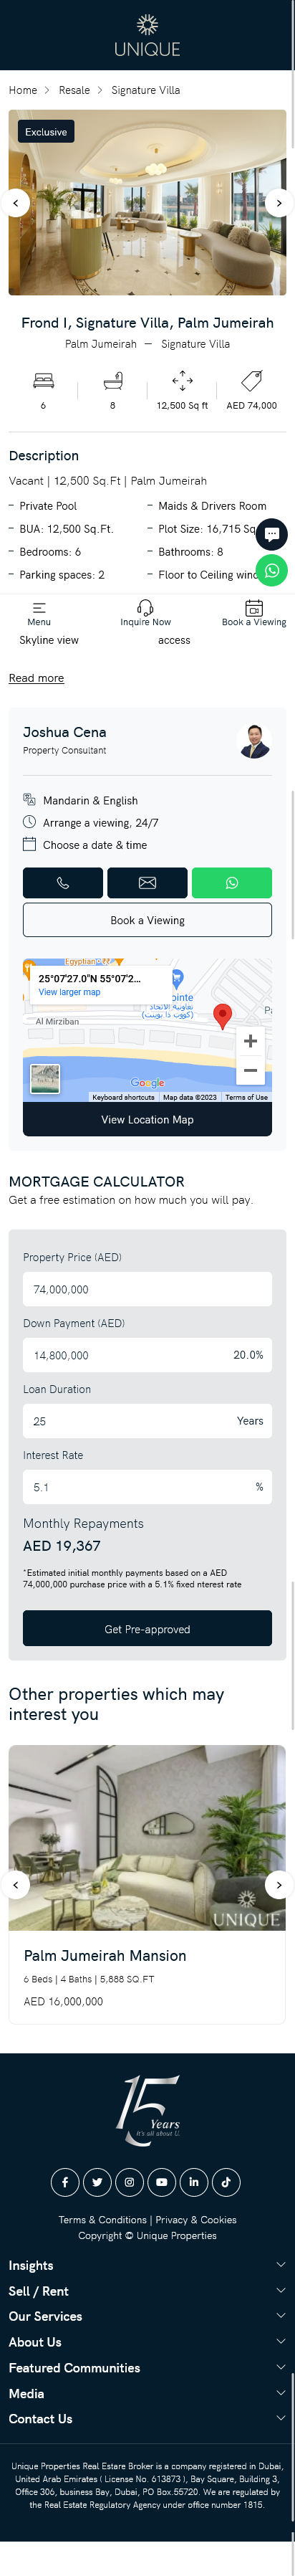 UNIQUE
Home > Resale > Signature Villa
Exclusive
Frond I, Signature Villa, Palm Jumeirah
Palm Jumeirah — Signature Villa
6 8 12,500 Sq ft AED 74,000
Description
Vacant | 12,500 Sq.Ft | Palm Jumeirah
– Private Pool
– Maids & Drivers Room
– BUA: 12,500 Sq.Ft.
– Plot Size: 16,715 Sq
– Bedrooms: 6
– Bathrooms: 8
– Parking spaces: 2
– Floor to Ceiling wind
Menu
Inquire Now
Book a Viewing
Skyline view
access
Read more
Joshua Cena
Property Consultant
Mandarin & English
Arrange a viewing, 24/7
Choose a date & time
Book a Viewing
25°07'27.0"N 55°07'2...
View larger map
Al Mrziban
Google
Keyboard shortcuts
Map data ©2023
Terms of Use
View Location Map
MORTGAGE CALCULATOR
Get a free estimation on how much you will pay.
Property Price (AED)
74,000,000
Down Payment (AED)
14,800,000 20.0%
Loan Duration
25 Years
Interest Rate
5.1 %
Monthly Repayments
AED 19,367
*Estimated initial monthly payments based on a AED
74,000,000 purchase price with a 5.1% fixed nterest rate
Get Pre-approved
Other properties which may
interest you
UNIQUE
Palm Jumeirah Mansion
6 Beds | 4 Baths | 5,888 SQ.FT
AED 16,000,000
15 Years
It's all about U.
Terms & Conditions | Privacy & Cookies
Copyright © Unique Properties
Insights
Sell / Rent
Our Services
About Us
Featured Communities
Media
Contact Us
Unique Properties Real Estare Broker is a company registered in Dubai,
United Arab Emirates ( License No. 613873 ), Bay Square, Building 3,
Office 306, business Bay, Dubai, PO Box.55720. We are regulated by
the Real Estate Regulatory Agency under office number 1815.